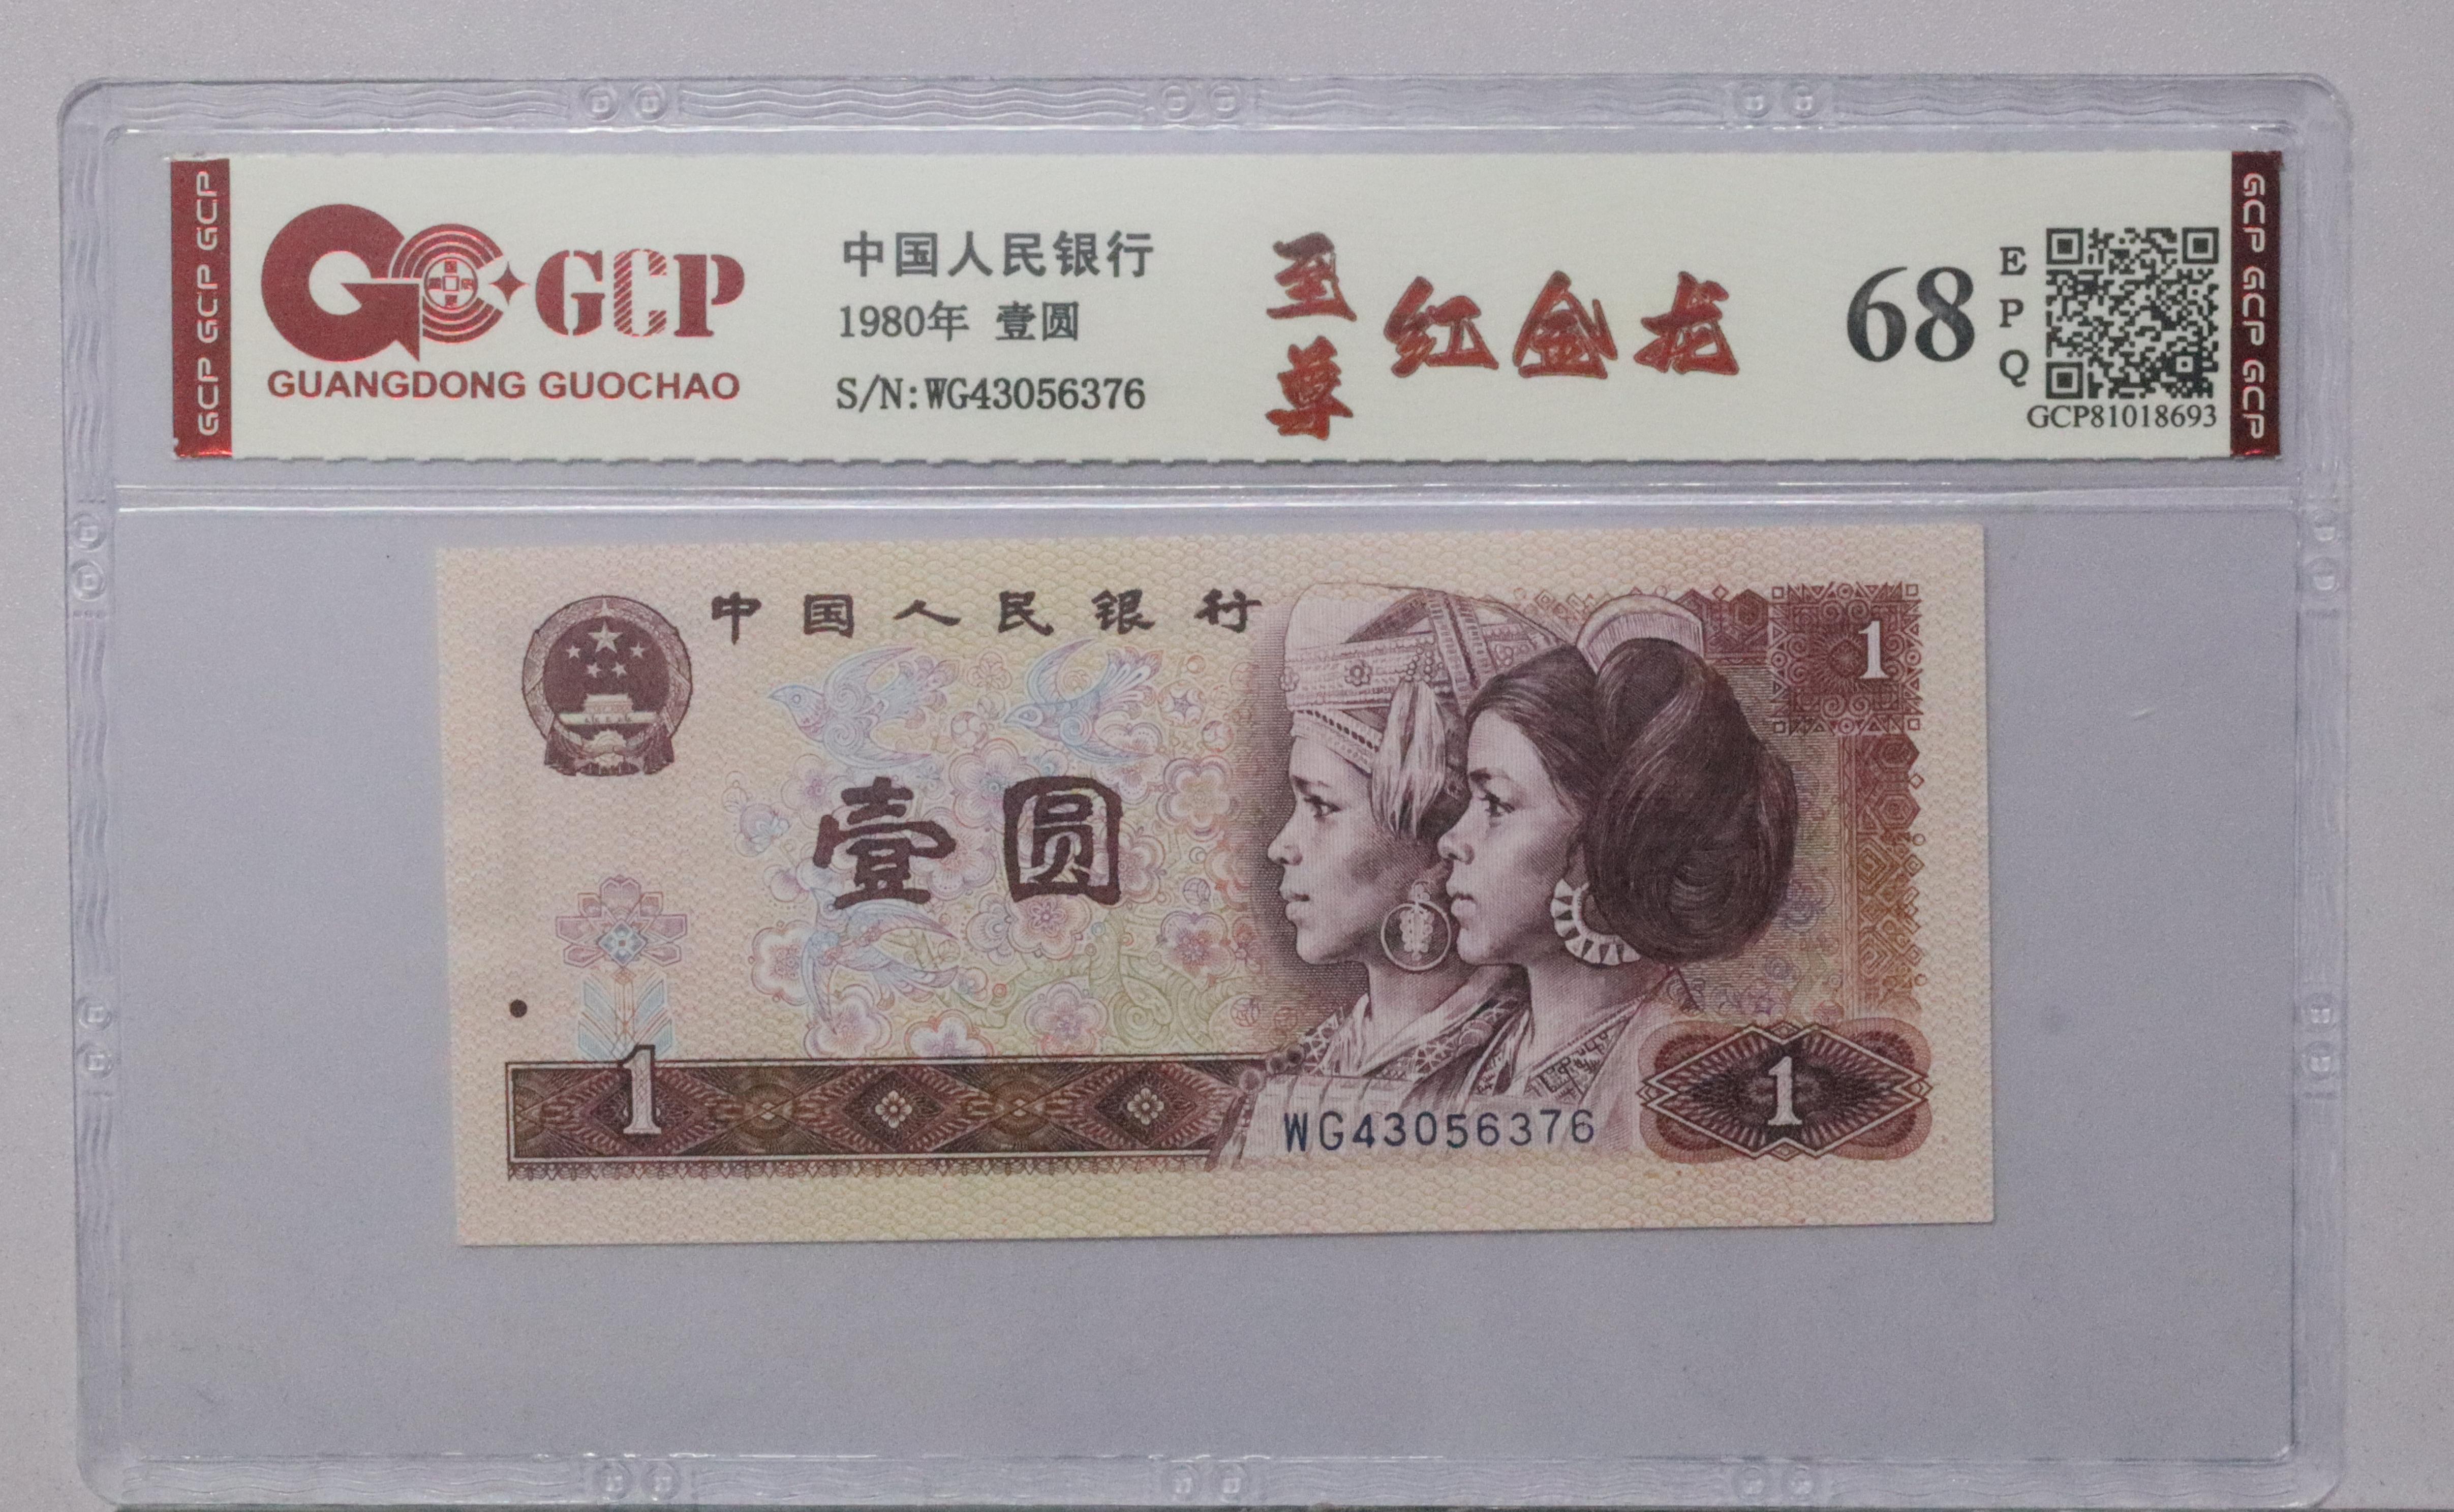 GCP GCP GCP
GCP
GUANGDONG GUOCHAO
中国人民银行
1980年 壹圆
S/N:WG43056376
至尊
红金龙
68
EPQ
GCP81018693
GCP GCP GCP
中国人民银行
1
壹圆
1
1
WG43056376